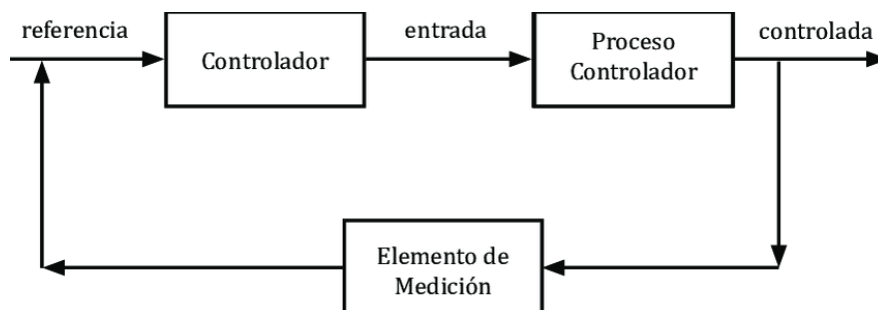 referencia
Controlador
entrada
Proceso
Controlador
controlada
Elemento de
Medición